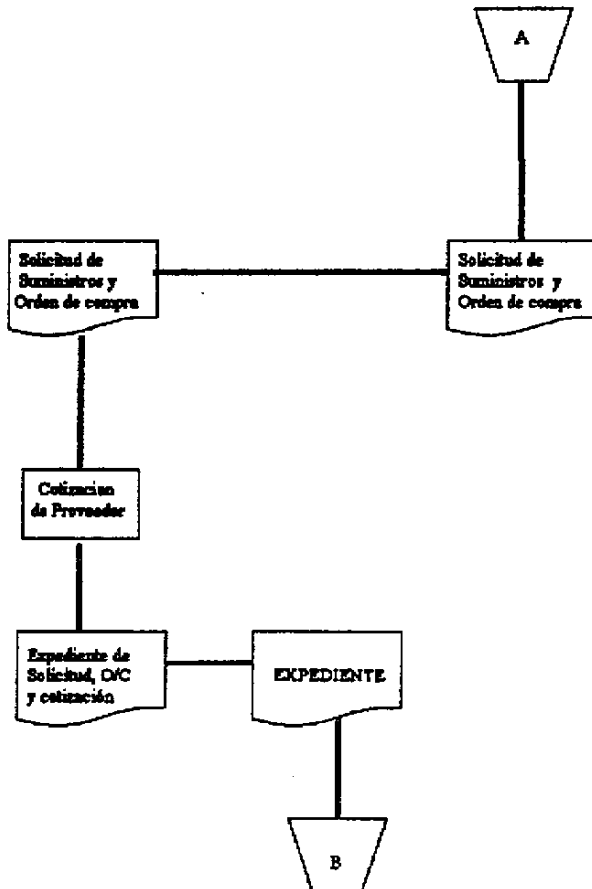 A
Solicitud de
Suministros y
Orden de compra
Solicitud de
Suministros y
Orden de compra
Cotizacion
de Proveedor
Expediente de
Solicitud, O/C
y cotización
EXPEDIENTE
B